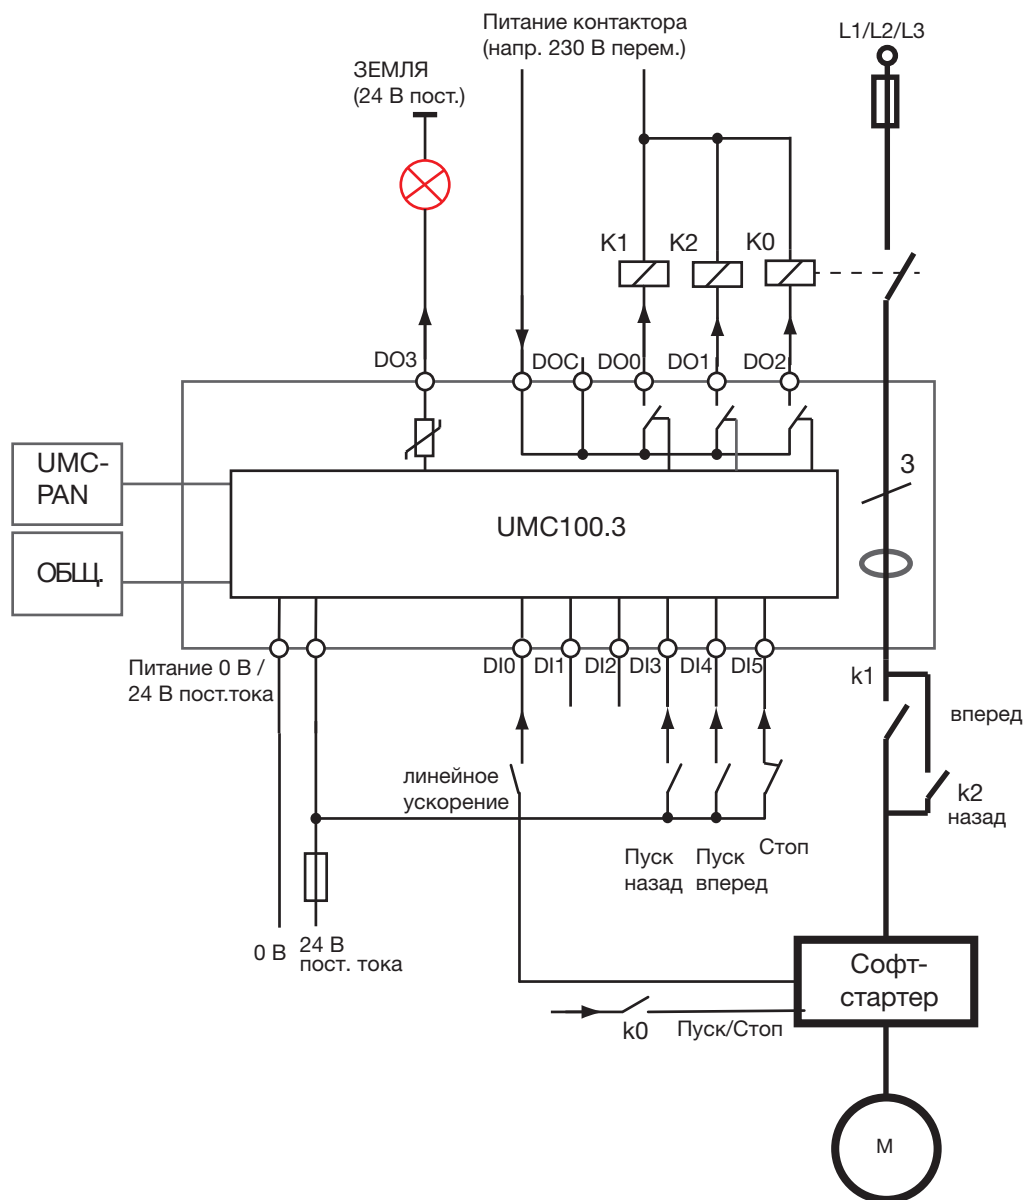 Питание контактора
(напр. 230 В перем.)
L1/L2/L3
ЗЕМЛЯ
(24 В пост.)
K1
K2
K0
DO3
DOC
DO0
DO1
DO2
UMC-
PAN
UMC100.3
3
ОБЩ.
Питание 0 В /
24 В пост.тока
DI0
DI1
DI2
DI3
DI4
DI5
k1
вперед
линейное
ускорение
k2
назад
Пуск
назад
Пуск
вперед
Стоп
0 В
24 В
пост. тока
Софт-
стартер
k0
Пуск/Стоп
M